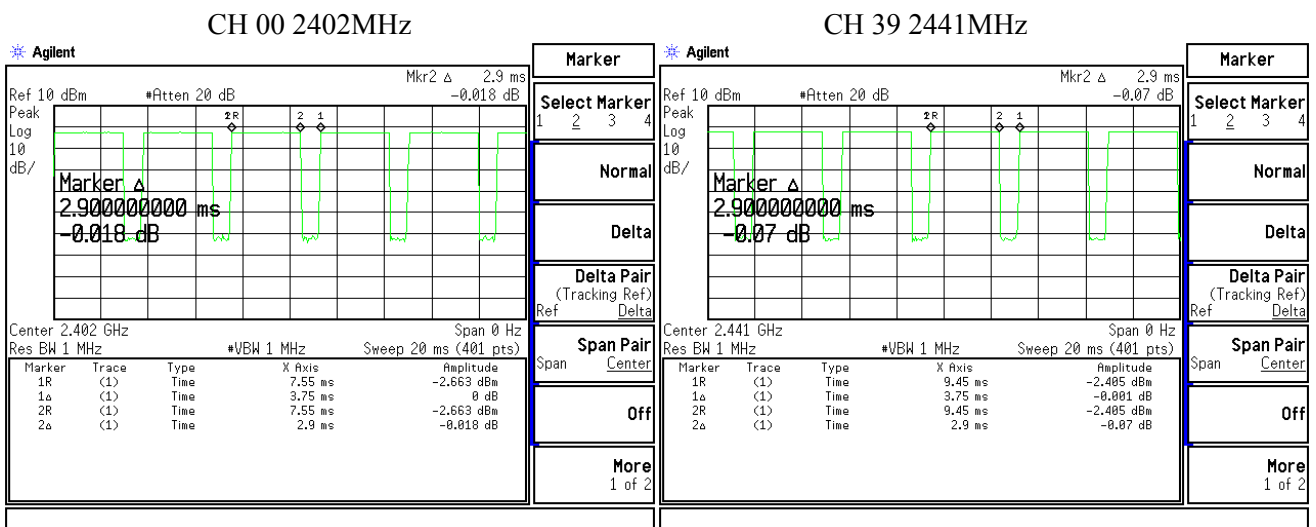 CH 00 2402MHz
Agilent
Marker
Mkr2 Δ 2.9 ms
Ref 10 dBm #Atten 20 dB -0.018 dB
Peak
Log
10
dB/
2R 2 1
Marker Δ
2.900000000 ms
-0.018 dB
Center 2.402 GHz Span 0 Hz
Res BW 1 MHz #VBW 1 MHz Sweep 20 ms (401 pts)
Marker Trace Type X Axis Amplitude
1R (1) Time 7.55 ms -2.663 dBm
1Δ (1) Time 3.75 ms 0 dB
2R (1) Time 7.55 ms -2.663 dBm
2Δ (1) Time 2.9 ms -0.018 dB
Select Marker
1 2 3 4
Normal
Delta
Delta Pair
(Tracking Ref)
Ref Delta
Span Pair
Span Center
Off
More
1 of 2
CH 39 2441MHz
Agilent
Marker
Mkr2 Δ 2.9 ms
Ref 10 dBm #Atten 20 dB -0.07 dB
Peak
Log
10
dB/
2R 2 1
Marker Δ
2.900000000 ms
-0.07 dB
Center 2.441 GHz Span 0 Hz
Res BW 1 MHz #VBW 1 MHz Sweep 20 ms (401 pts)
Marker Trace Type X Axis Amplitude
1R (1) Time 9.45 ms -2.405 dBm
1Δ (1) Time 3.75 ms -0.001 dB
2R (1) Time 9.45 ms -2.405 dBm
2Δ (1) Time 2.9 ms -0.07 dB
Select Marker
1 2 3 4
Normal
Delta
Delta Pair
(Tracking Ref)
Ref Delta
Span Pair
Span Center
Off
More
1 of 2